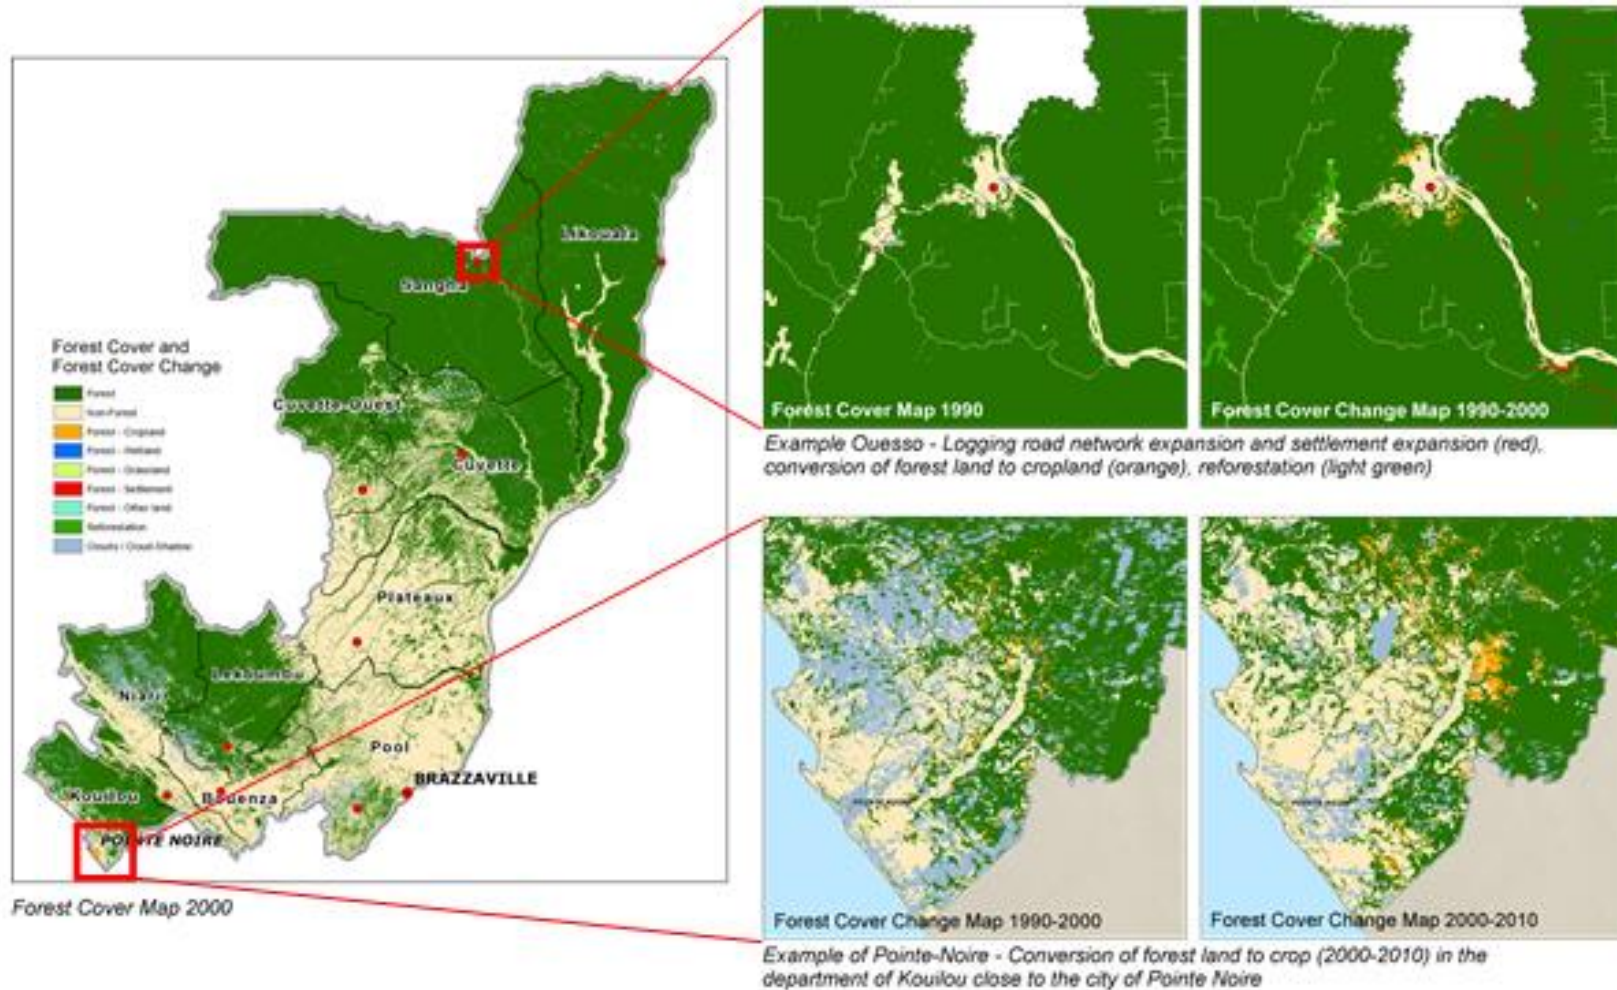 Likouala
Sangha
Forest Cover and
Forest Cover Change
Forest
Non-Forest
Forest - Cropland
Forest - Wetland
Forest - Grassland
Forest - Settlement
Forest - Other land
Reforestation
Clouds / Cloud-Shadow
Cuvette-Ouest
Cuvette
Plateaux
Niari
Lekoumou
Pool
BRAZZAVILLE
Kouilou
Bouenza
POINTE NOIRE
Forest Cover Map 2000
Forest Cover Map 1990
Forest Cover Change Map 1990-2000
Example Ouesso - Logging road network expansion and settlement expansion (red),
conversion of forest land to cropland (orange), reforestation (light green)
Forest Cover Change Map 1990-2000
Forest Cover Change Map 2000-2010
Example of Pointe-Noire - Conversion of forest land to crop (2000-2010) in the
department of Kouilou close to the city of Pointe Noire